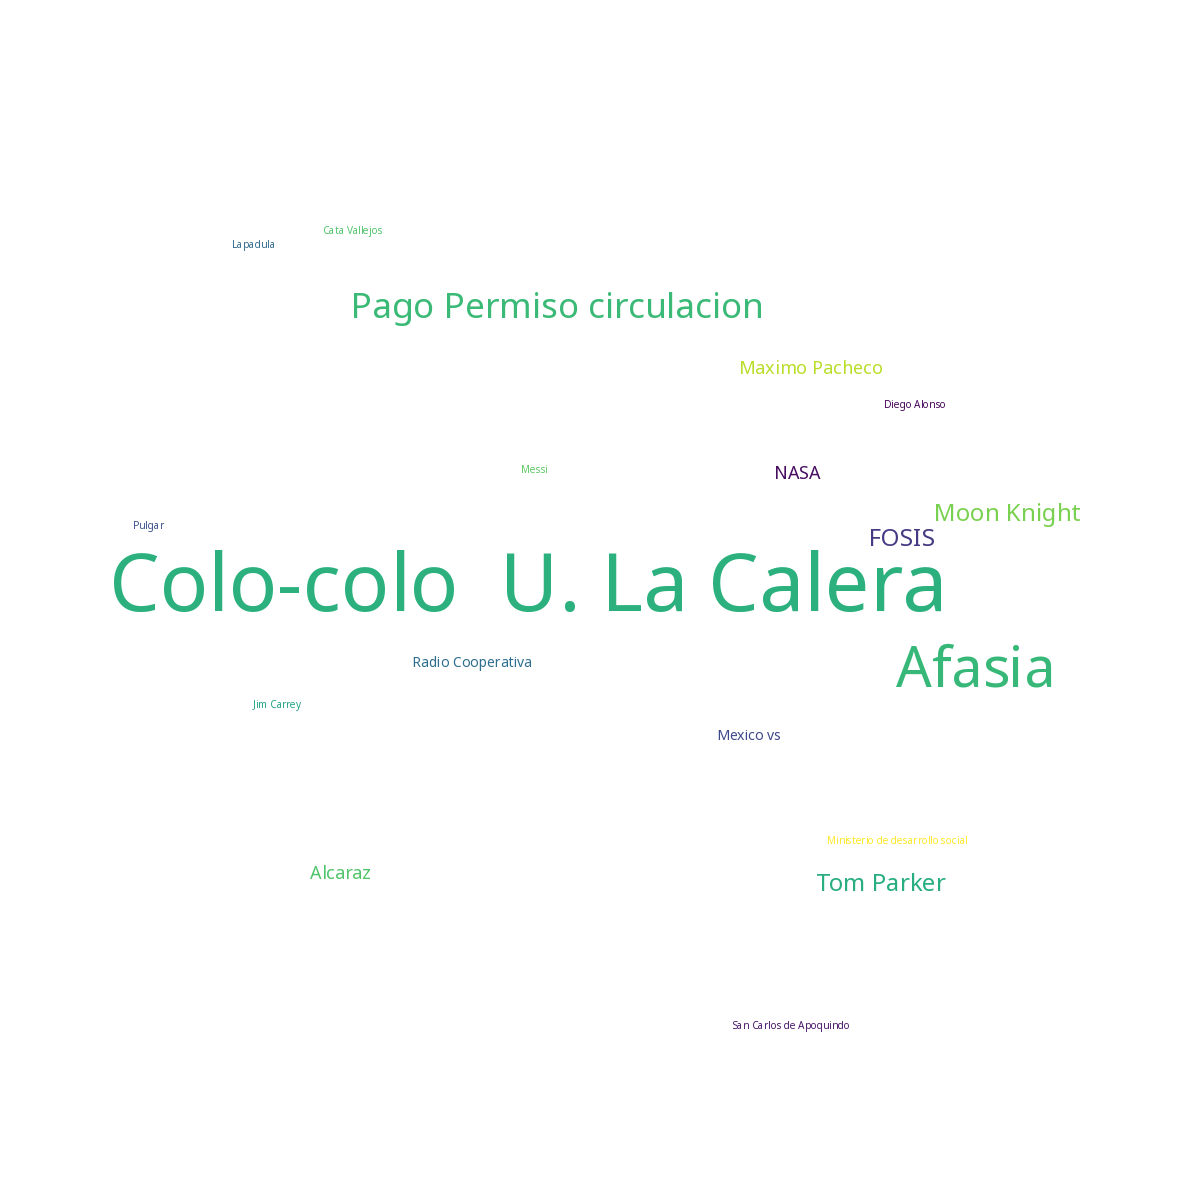 Cata Vallejos
Lapadula
Pago Permiso circulacion
Maximo Pacheco
Diego Alonso
Messi
NASA
Moon Knight
Pulgar
FOSIS
Colo-colo  U. La Calera
Radio Cooperativa
Afasia
Jim Carrey
Mexico vs
Ministerio de desarrollo social
Alcaraz
Tom Parker
San Carlos de Apoquindo